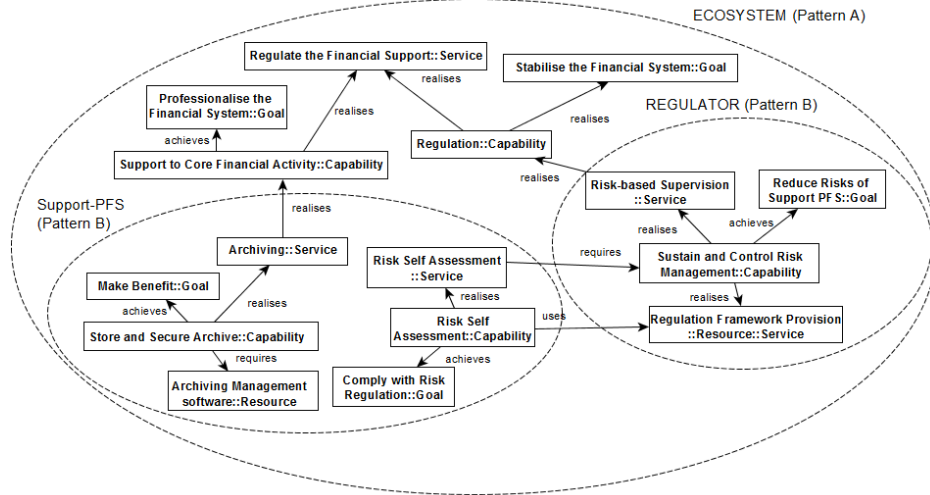 ECOSYSTEM (Pattern A)
Regulate the Financial Support::Service
realises
Stabilise the Financial System::Goal
Professionalise the
Financial System::Goal
realises
REGULATOR (Pattern B)
realises
achieves
Regulation::Capability
Support to Core Financial Activity::Capability
realises
Risk-based Supervision
::Service
Reduce Risks of
Support PFS::Goal
Support-PFS
(Pattern B)
realises
realises
achieves
Archiving::Service
Risk Self Assessment
::Service
requires
Sustain and Control Risk
Management::Capability
Make Benefit::Goal
realises
realises
realises
achieves
Store and Secure Archive::Capability
Risk Self
Assessment::Capability
uses
Regulation Framework Provision
::Resource::Service
requires
achieves
Archiving Management
software::Resource
Comply with Risk
Regulation::Goal